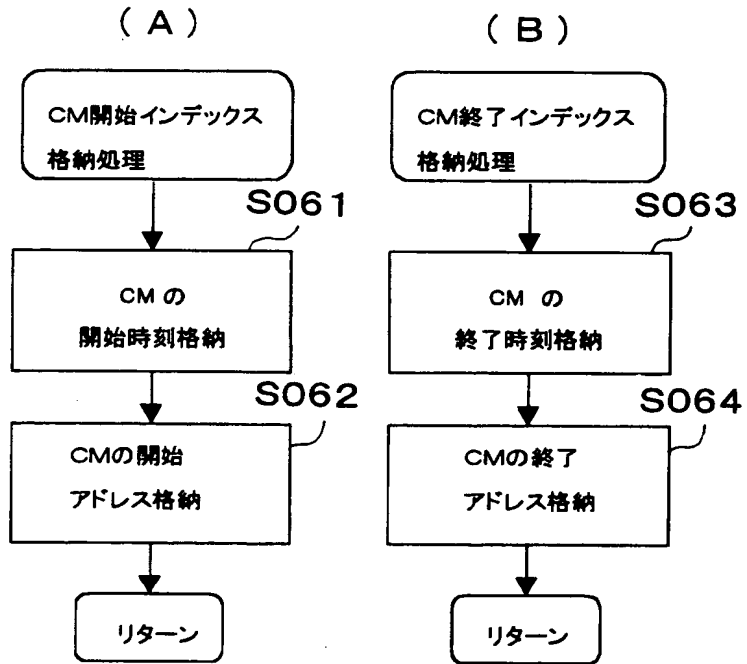 (A)
CM開始インデックス
格納処理
S061
CM の
開始時刻格納
S062
CMの開始
アドレス格納
リターン
(B)
CM終了インデックス
格納処理
S063
CM の
終了時刻格納
S064
CMの終了
アドレス格納
リターン